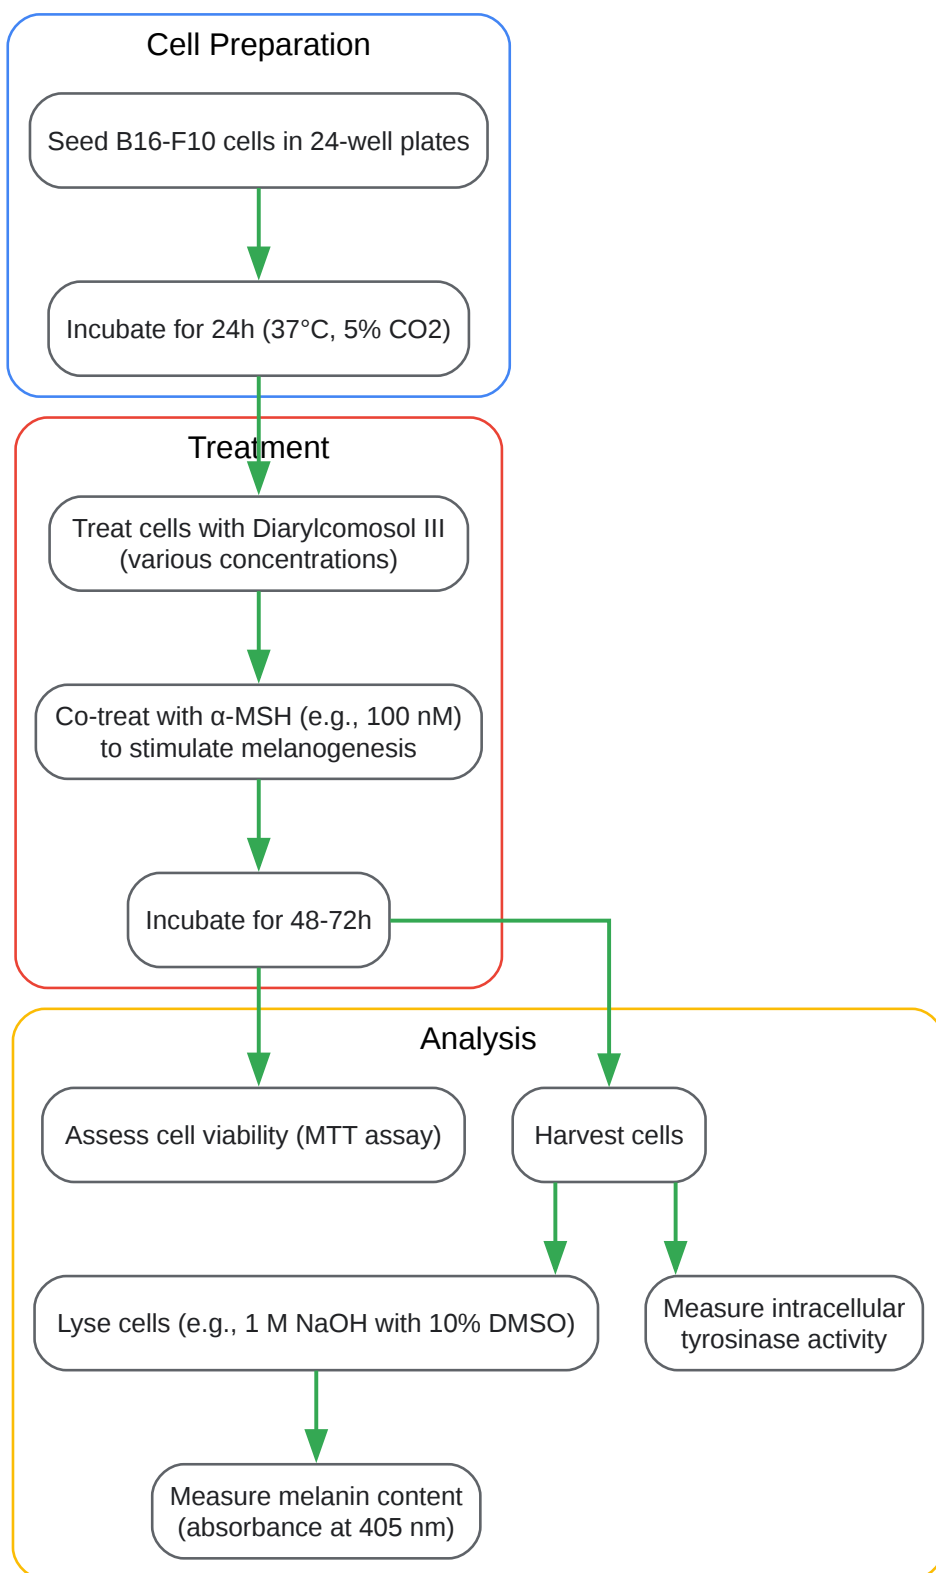 Cell Preparation
Seed B16-F10 cells in 24-well plates
Incubate for 24h (37°C, 5% CO2)
Treatment
Treat cells with Diarylcomosol III
(various concentrations)
Co-treat with α-MSH (e.g., 100 nM)
to stimulate melanogenesis
Incubate for 48-72h
Analysis
Assess cell viability (MTT assay)
Harvest cells
Lyse cells (e.g., 1 M NaOH with 10% DMSO)
Measure intracellular
tyrosinase activity
Measure melanin content
(absorbance at 405 nm)